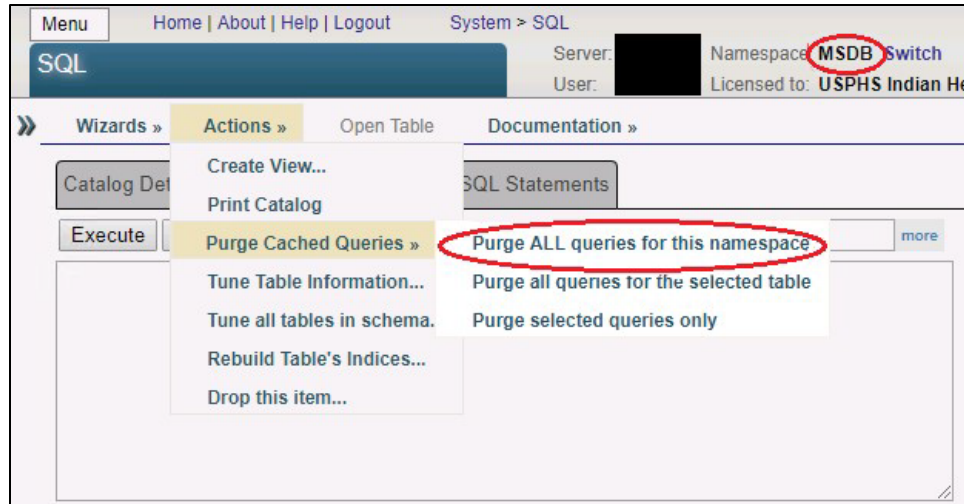 Menu Home | About | Help | Logout System > SQL
SQL
Server: Namespace MSDB Switch
User: Licensed to: USPHS Indian He
Wizards » Actions » Open Table Documentation »
Create View...
Catalog Det SQL Statements
Print Catalog
Execute Purge Cached Queries » Purge ALL queries for this namespace more
Tune Table Information... Purge all queries for the selected table
Tune all tables in schema. Purge selected queries only
Rebuild Table's Indices...
Drop this item...